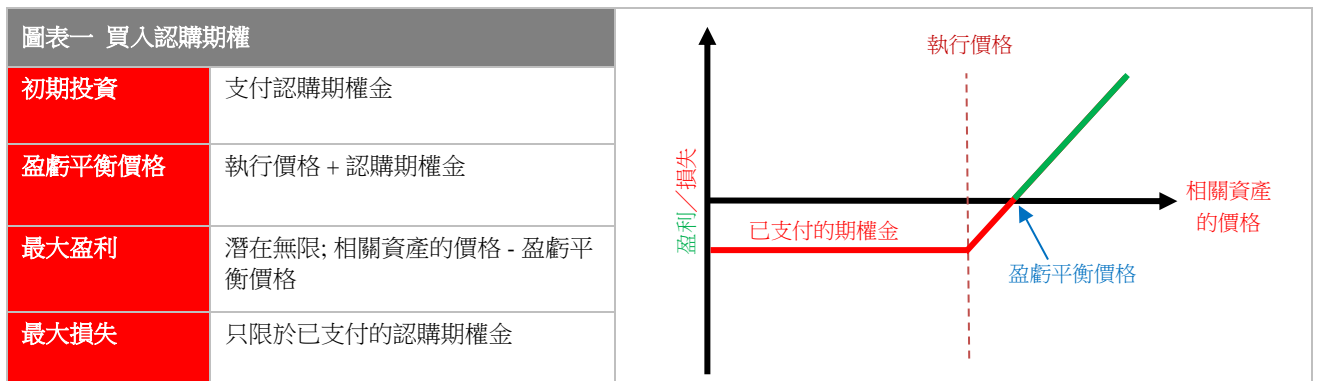 圖表一 買入認購期權
初期投資
支付認購期權金
盈虧平衡價格
執行價格 + 認購期權金
最大盈利
潛在無限; 相關資產的價格 - 盈虧平
衡價格
最大損失
只限於已支付的認購期權金
執行價格
盈利／損失
已支付的期權金
相關資產
的價格
盈虧平衡價格